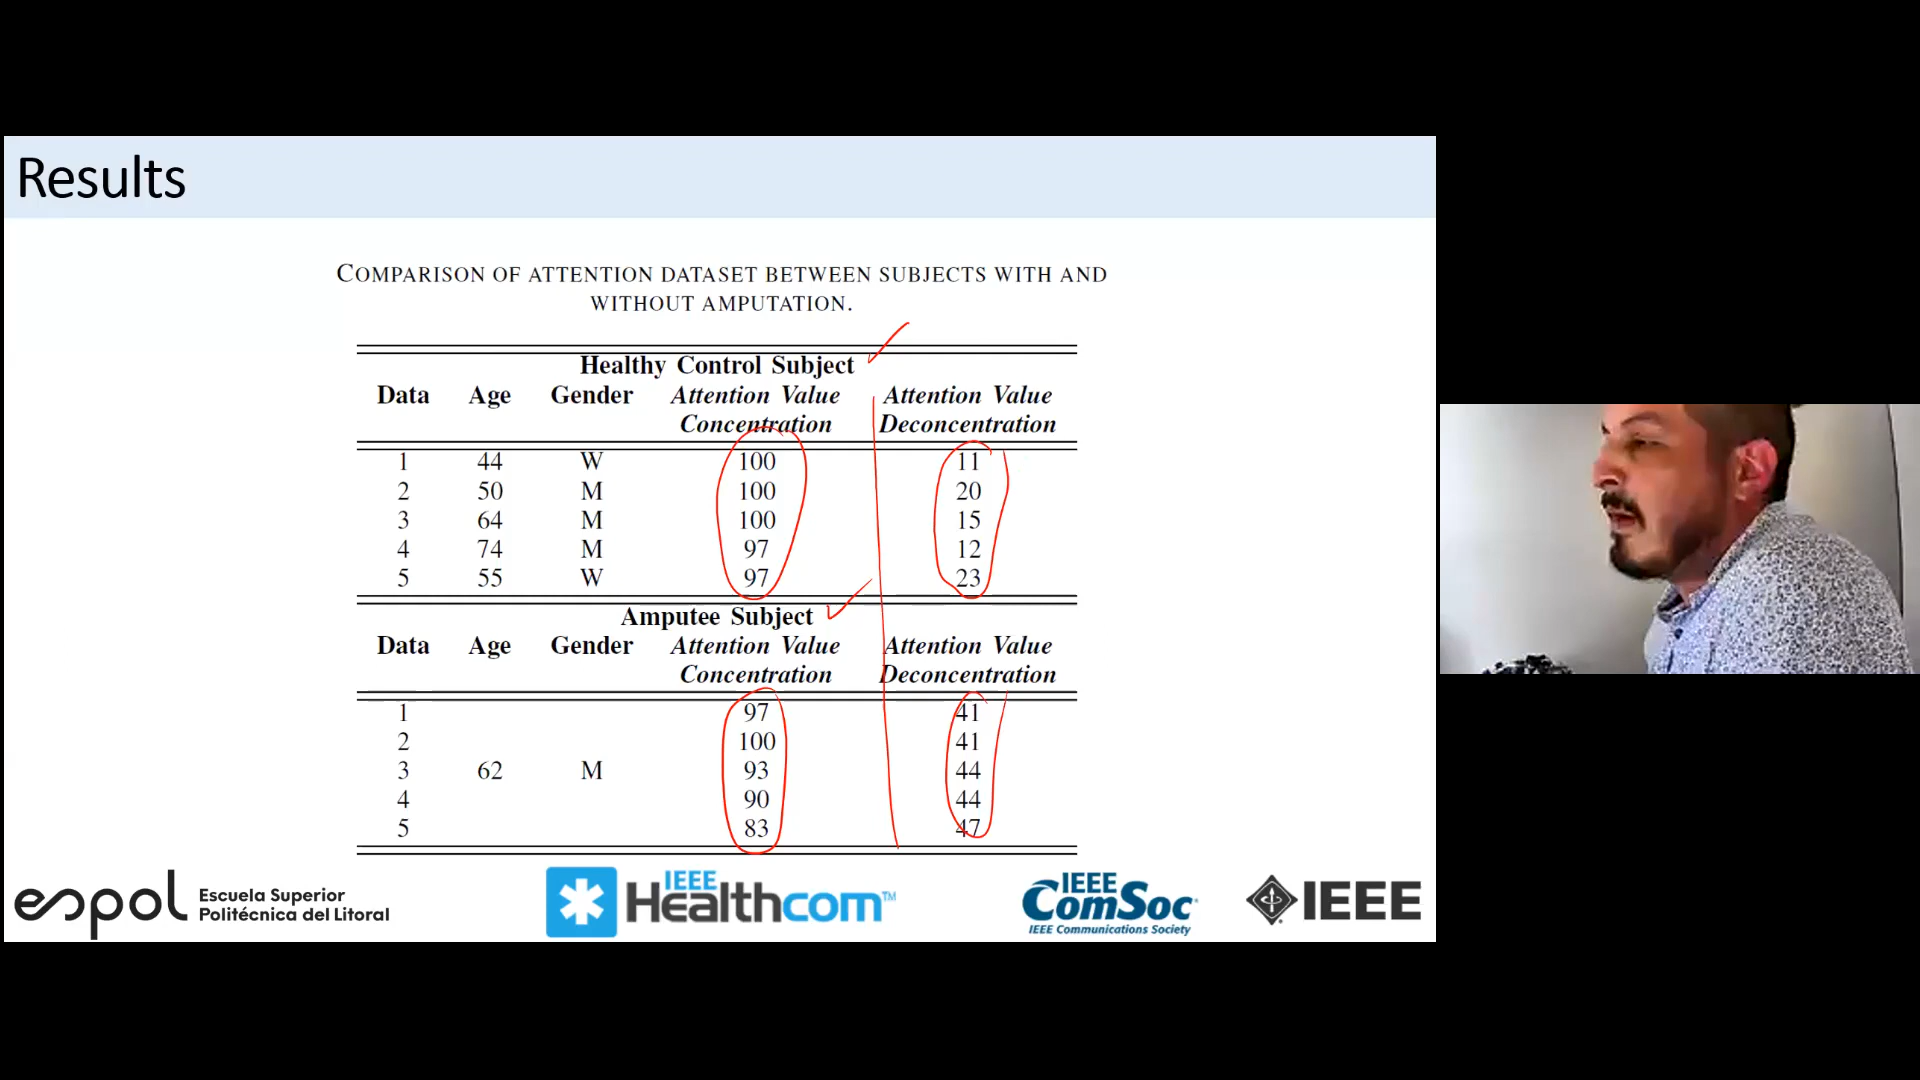 Results
COMPARISON OF ATTENTION DATASET BETWEEN SUBJECTS WITH AND
WITHOUT AMPUTATION.
Healthy Control Subject
Data Age Gender Attention Value Attention Value
Concentration Deconcentration
1 44 W 100 11
2 50 M 100 20
3 64 M 100 15
4 74 M 97 12
5 55 W 97 23
Amputee Subject
Data Age Gender Attention Value Attention Value
Concentration Deconcentration
1 97 41
2 100 41
3 62 M 93 44
4 90 44
5 83 47
espol Escuela Superior
Politécnica del Litoral
IEEE
Healthcom™
IEEE
ComSoc
IEEE Communications Society
IEEE